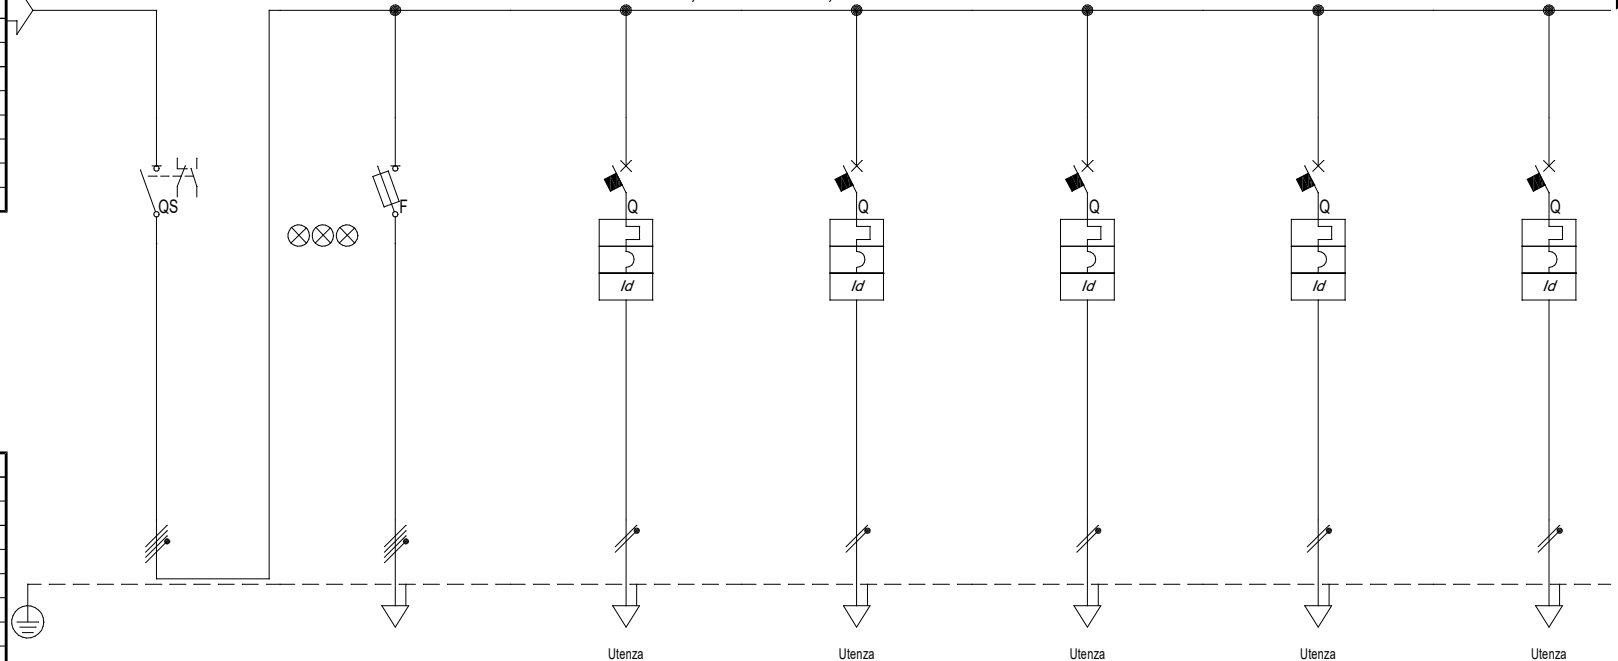 QS
F
Q Q Q Q Q
Id Id Id Id Id
Utenza Utenza Utenza Utenza Utenza